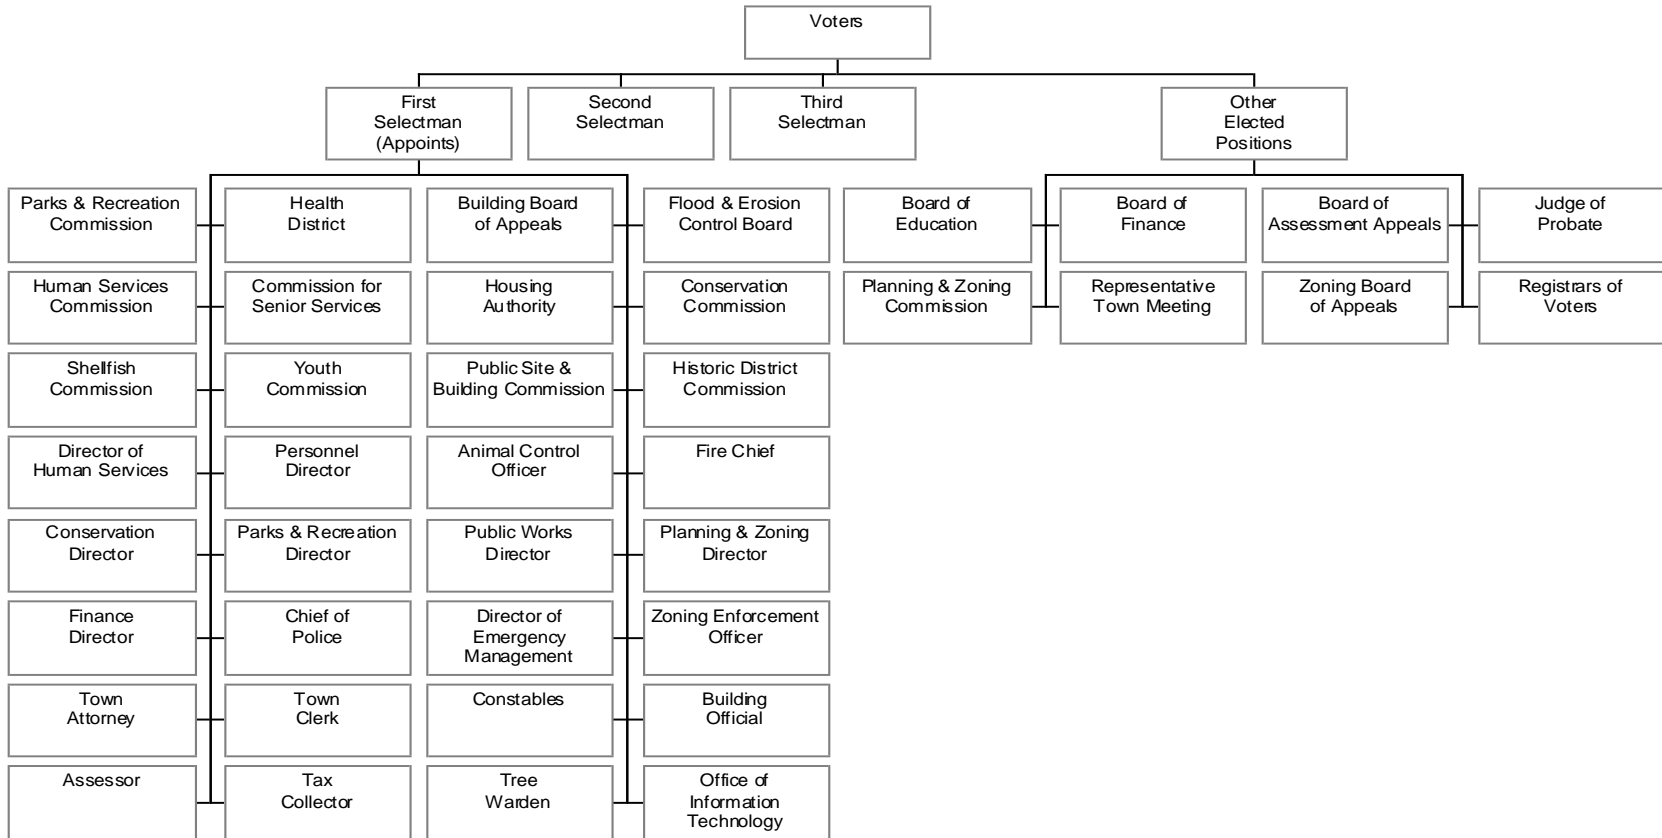 Voters
First
Selectman
(Appoints)
Second
Selectman
Third
Selectman
Other
Elected
Positions
Parks & Recreation
Commission
Health
District
Building Board
of Appeals
Flood & Erosion
Control Board
Board of
Education
Board of
Finance
Board of
Assessment Appeals
Judge of
Probate
Human Services
Commission
Commission for
Senior Services
Housing
Authority
Conservation
Commission
Planning & Zoning
Commission
Representative
Town Meeting
Zoning Board
of Appeals
Registrars of
Voters
Shellfish
Commission
Youth
Commission
Public Site &
Building Commission
Historic District
Commission
Director of
Human Services
Personnel
Director
Animal Control
Officer
Fire Chief
Conservation
Director
Parks & Recreation
Director
Public Works
Director
Planning & Zoning
Director
Finance
Director
Chief of
Police
Director of
Emergency
Management
Zoning Enforcement
Officer
Town
Attorney
Town
Clerk
Constables
Building
Official
Assessor
Tax
Collector
Tree
Warden
Office of
Information
Technology